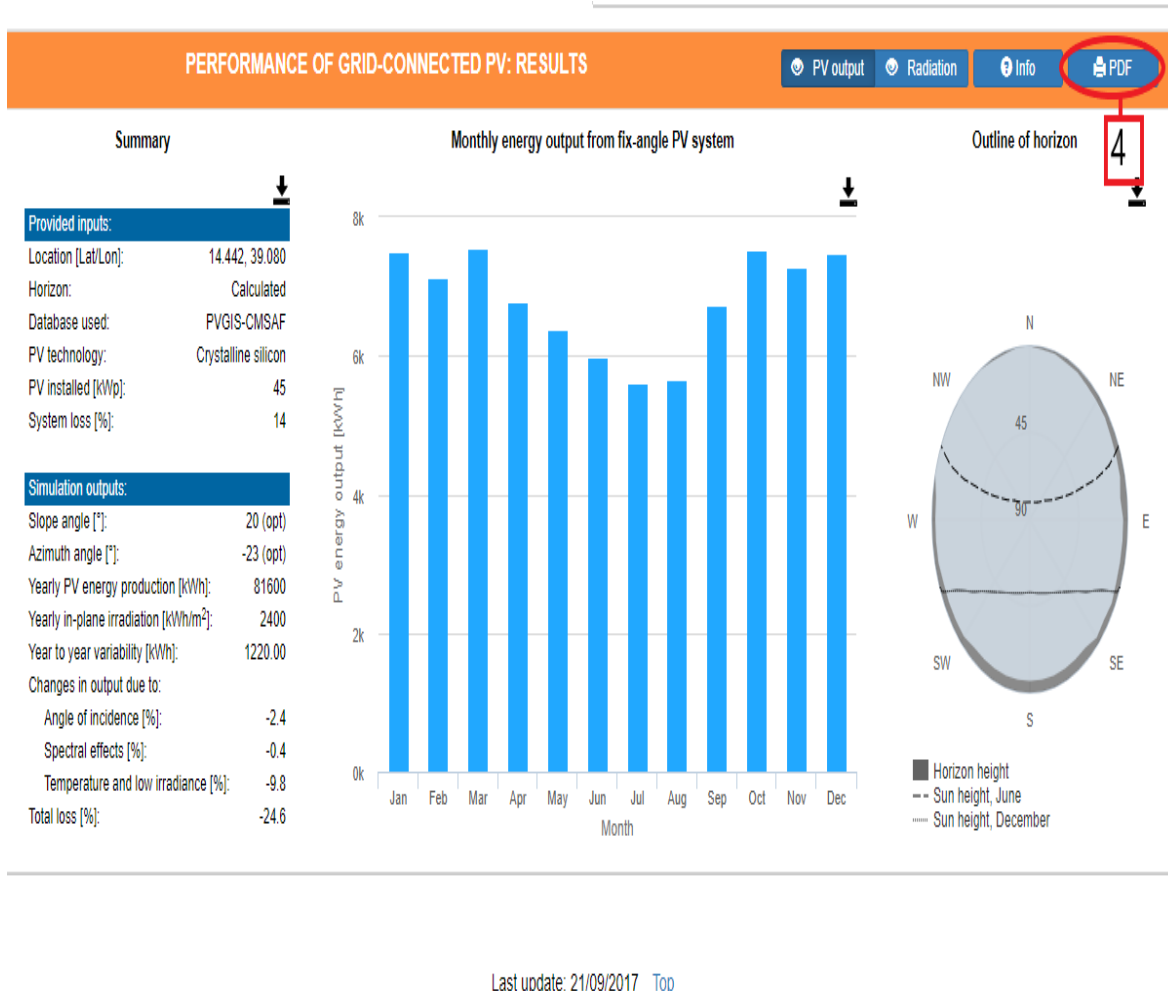 PERFORMANCE OF GRID-CONNECTED PV: RESULTS
PV output
Radiation
Info
PDF
4
Summary
Provided inputs:
Location [Lat/Lon]: 14.442, 39.080
Horizon: Calculated
Database used: PVGIS-CMSAF
PV technology: Crystalline silicon
PV installed [kWp]: 45
System loss [%]: 14
Simulation outputs:
Slope angle [°]: 20 (opt)
Azimuth angle [°]: -23 (opt)
Yearly PV energy production [kWh]: 81600
Yearly in-plane irradiation [kWh/m²]: 2400
Year to year variability [kWh]: 1220.00
Changes in output due to:
Angle of incidence [%]: -2.4
Spectral effects [%]: -0.4
Temperature and low irradiance [%]: -9.8
Total loss [%]: -24.6
Monthly energy output from fix-angle PV system
PV energy output [kWh]
8k
6k
4k
2k
0k
Jan Feb Mar Apr May Jun Jul Aug Sep Oct Nov Dec
Month
Outline of horizon
N
NW NE
45
90
W E
SW SE
S
Horizon height
Sun height, June
Sun height, December
Last update: 21/09/2017 Top